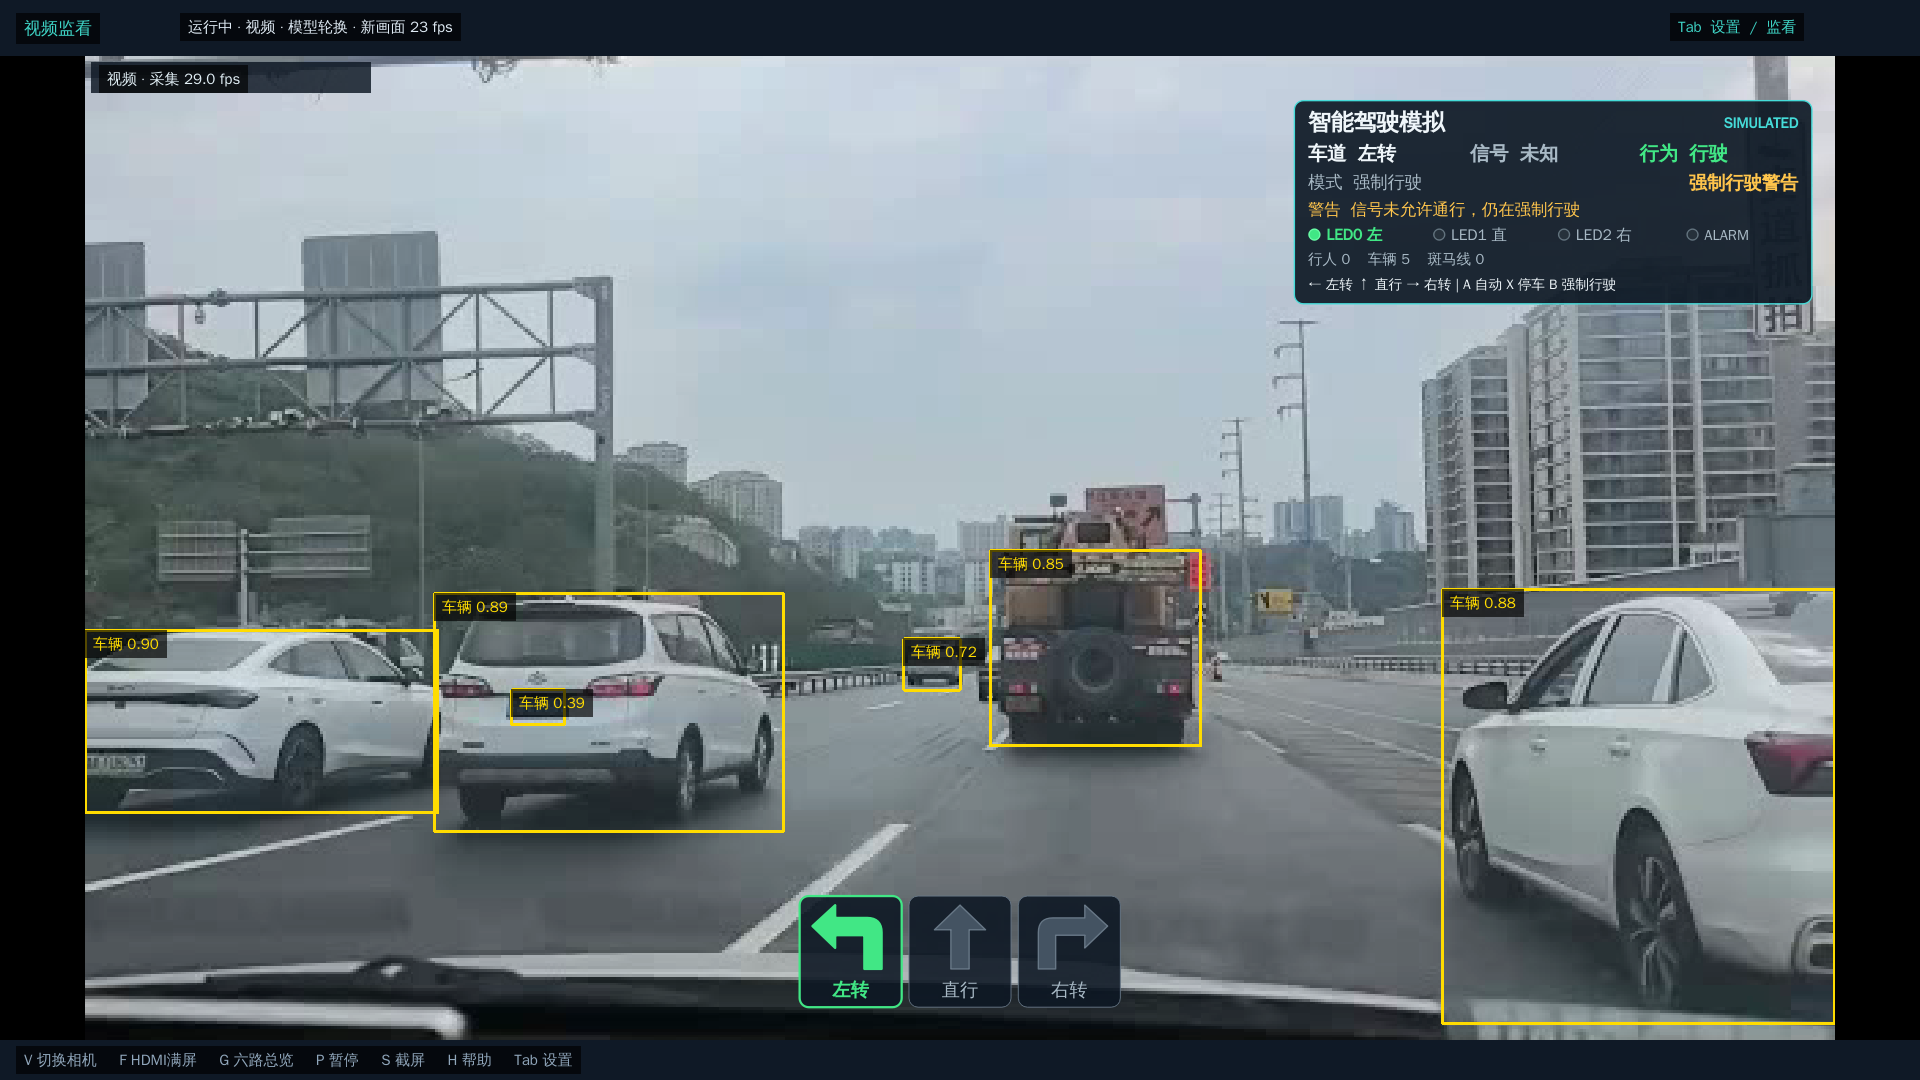 视频监看
运行中 · 视频 · 模型轮换 · 新画面 23 fps
Tab 设置 / 监看
视频 · 采集 29.0 fps
智能驾驶模拟
SIMULATED
车道 左转 信号 未知 行为 行驶
模式 强制行驶
强制行驶警告
警告 信号未允许通行，仍在强制行驶
LED0 左 LED1 直 LED2 右 ALARM
行人 0 车辆 5 斑马线 0
← 左转 ↑ 直行 → 右转 | A 自动 X 停车 B 强制行驶
道
抓
拍
车辆 0.85
车辆 0.89
车辆 0.88
车辆 0.90
车辆 0.72
车辆 0.39
左转
直行
右转
V 切换相机 F HDMI满屏 G 六路总览 P 暂停 S 截屏 H 帮助 Tab 设置